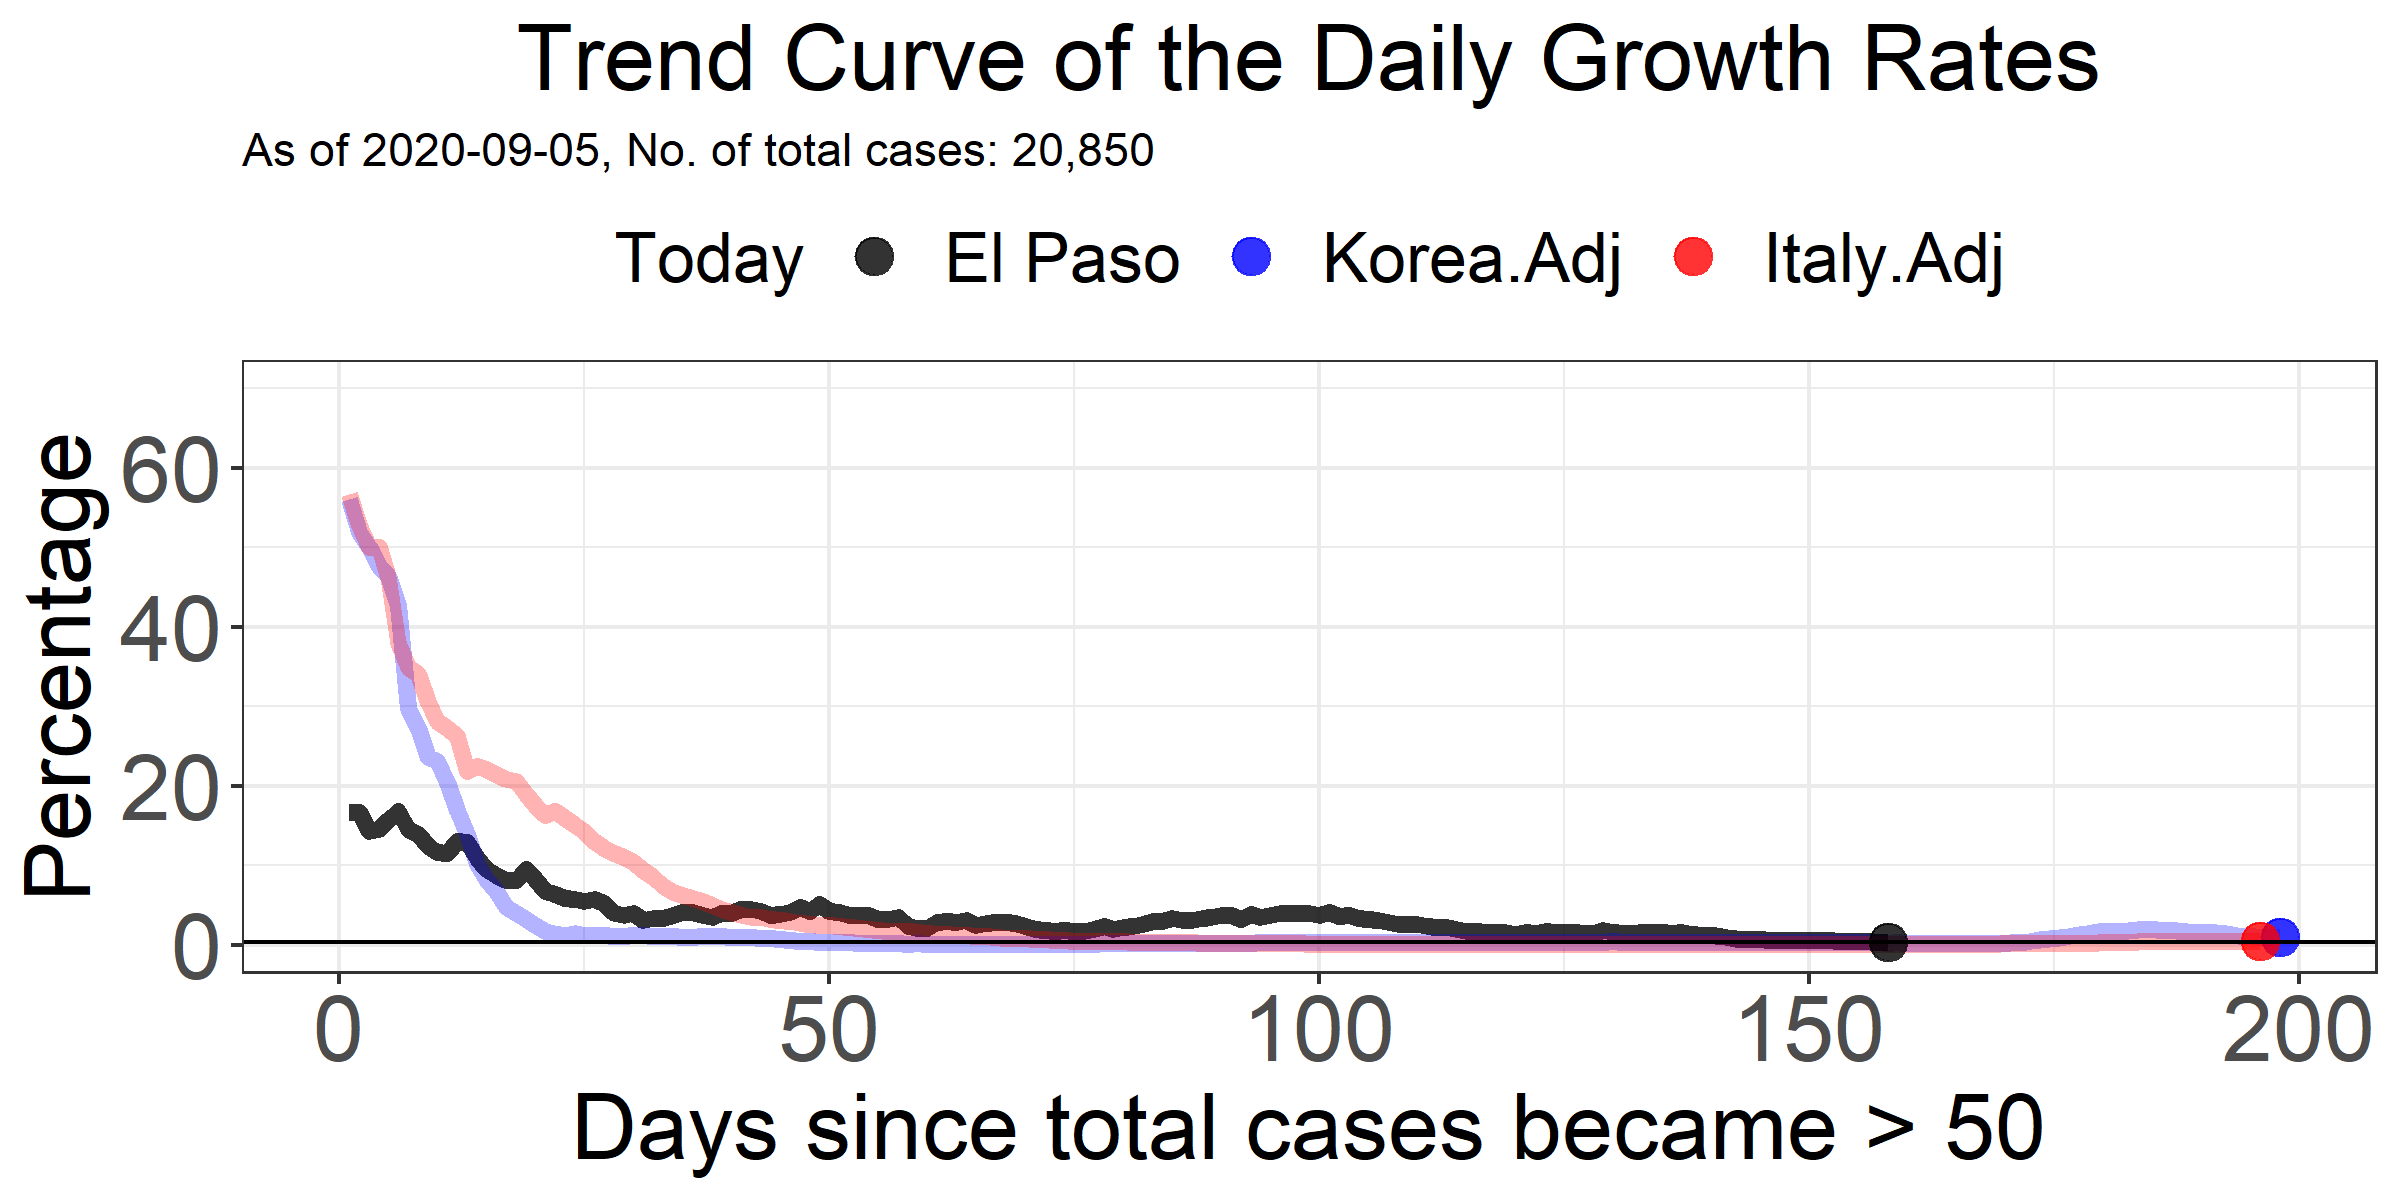 Trend Curve of the Daily Growth Rates
As of 2020-09-05, No. of total cases: 20,850
Today El Paso Korea.Adj Italy.Adj
Percentage
60
40
20
0
0 50 100 150 200
Days since total cases became > 50